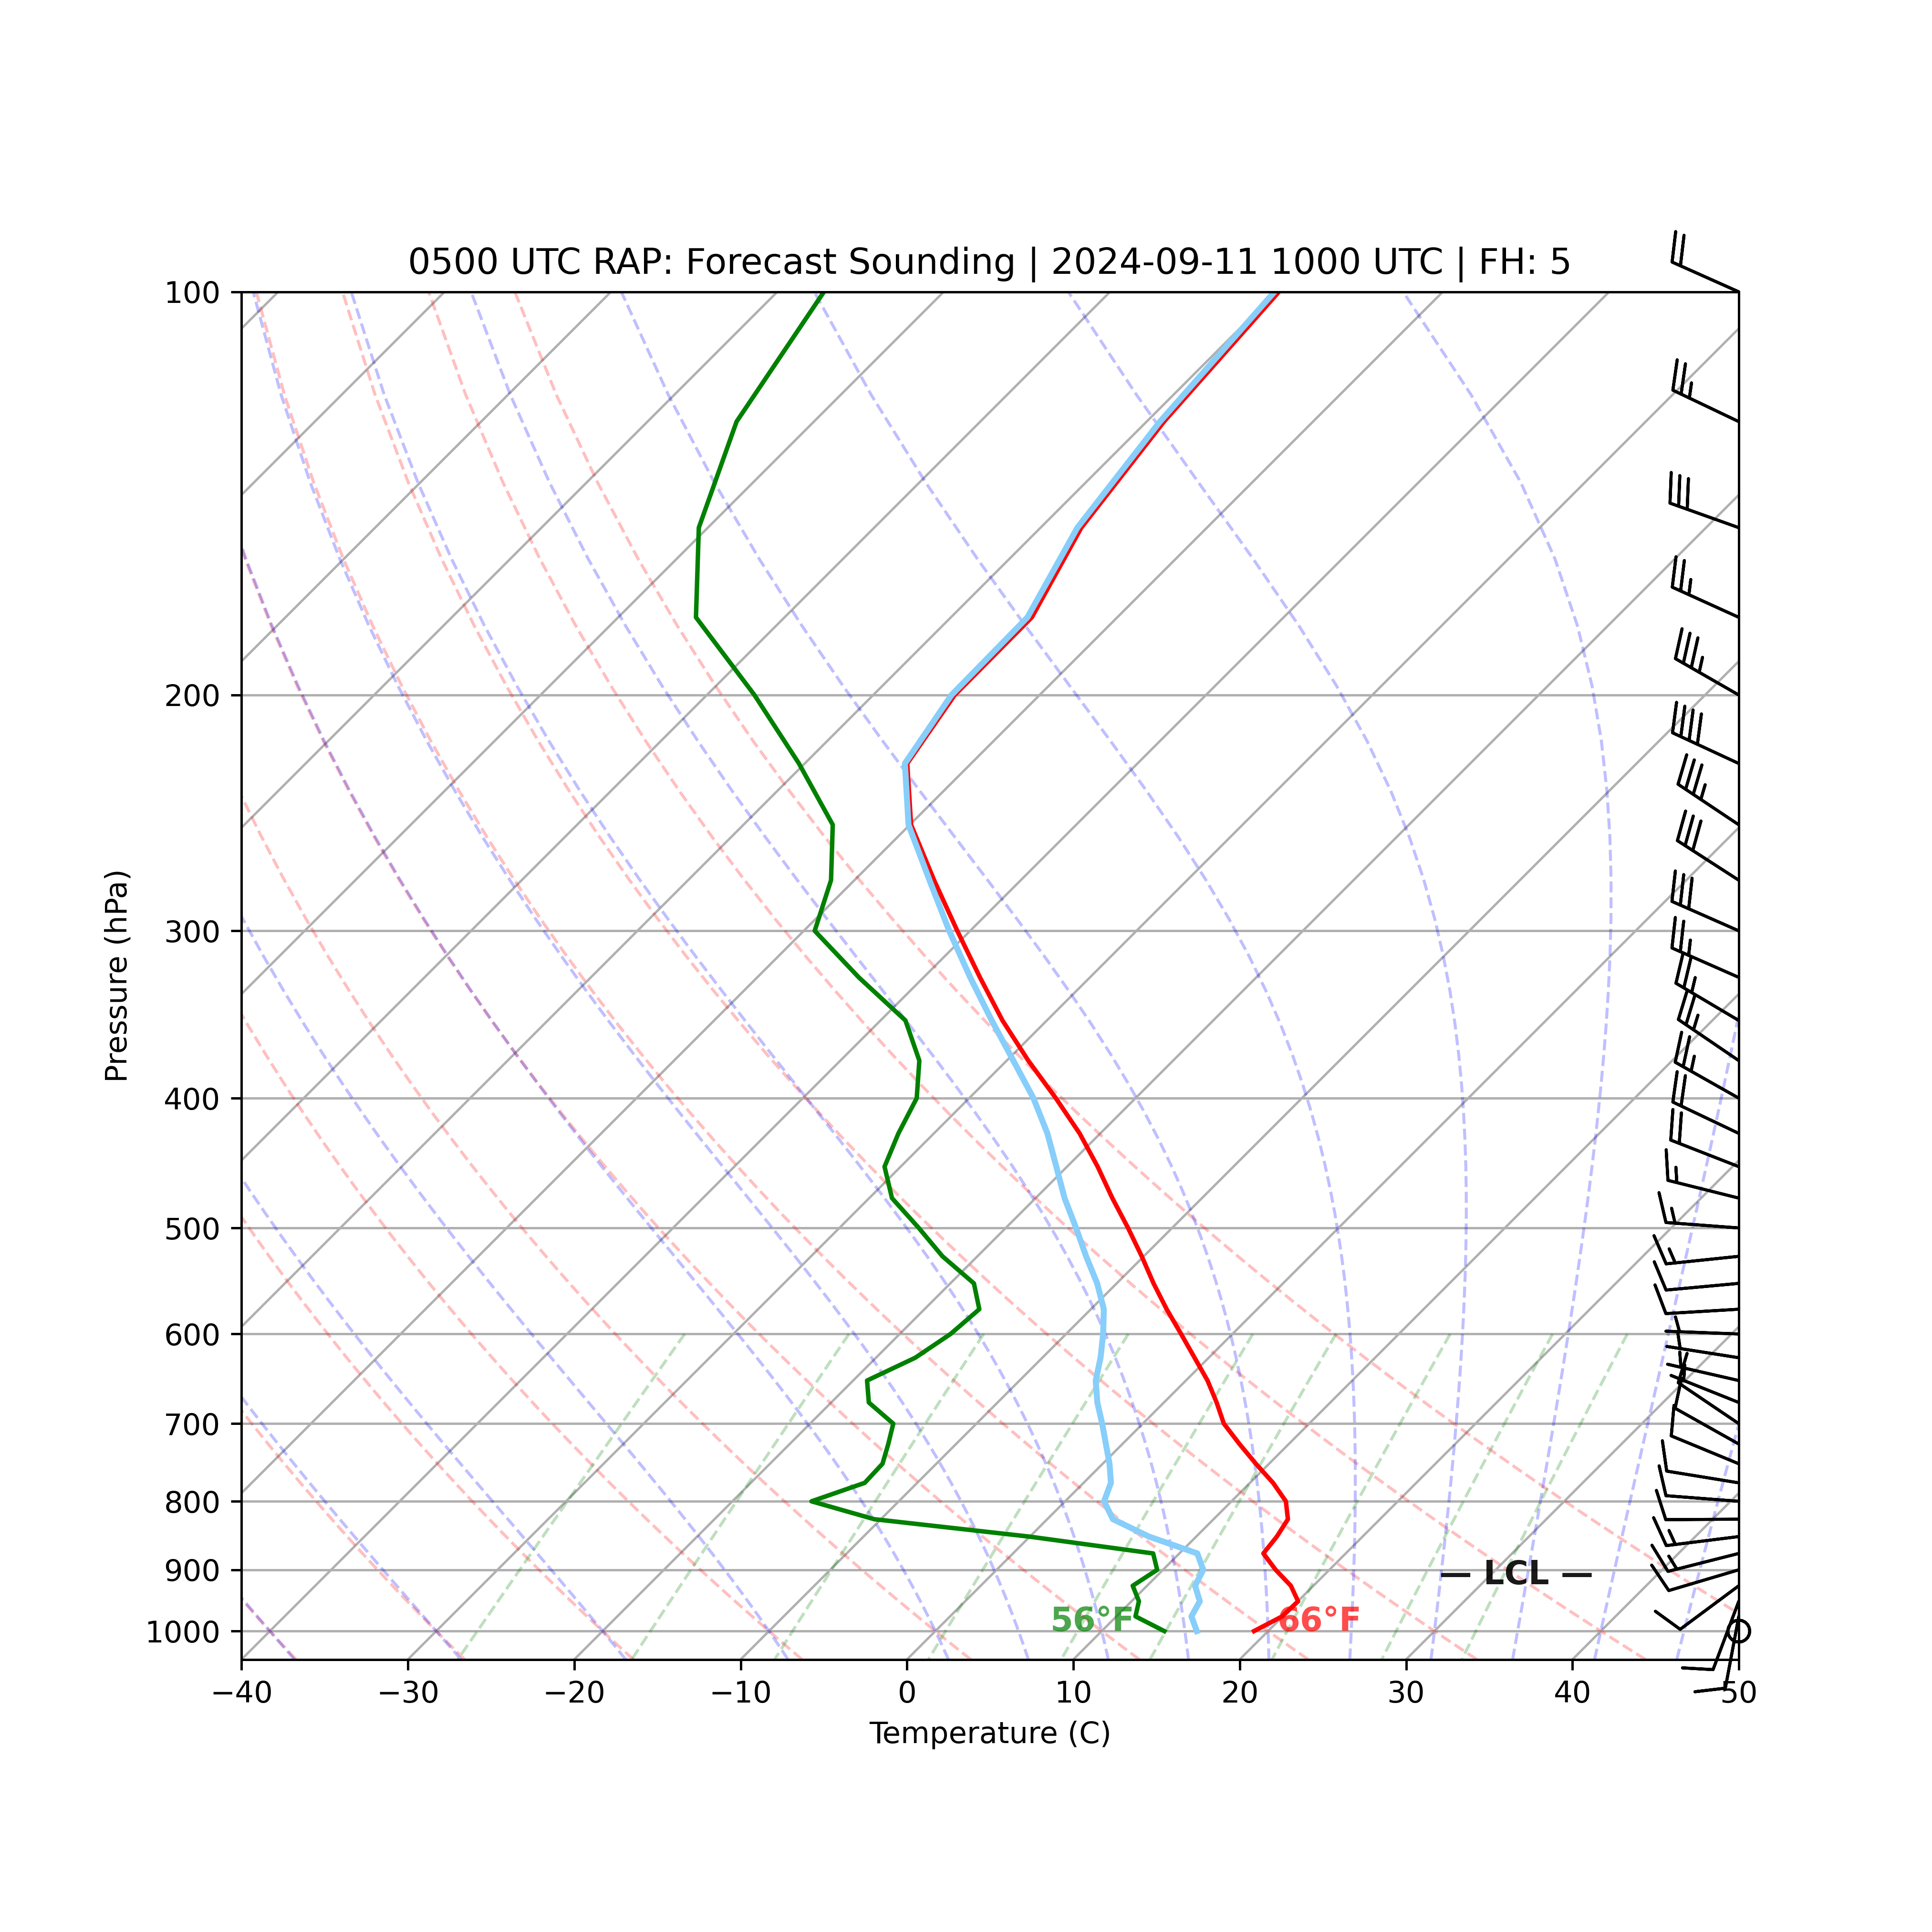 0500 UTC RAP: Forecast Sounding | 2024-09-11 1000 UTC | FH: 5
100
200
300
400
500
600
700
800
900
1000
Pressure (hPa)
— LCL —
56°F
66°F
−40 −30 −20 −10 0 10 20 30 40 50
Temperature (C)